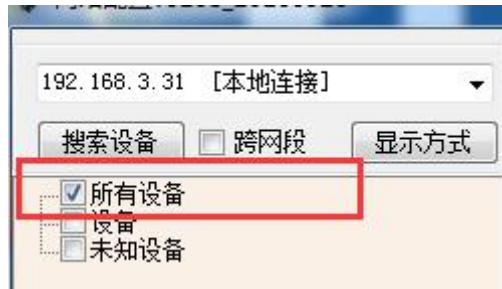 192.168.3.31 [本地连接]
搜索设备 跨网段 显示方式
所有设备
设备
未知设备